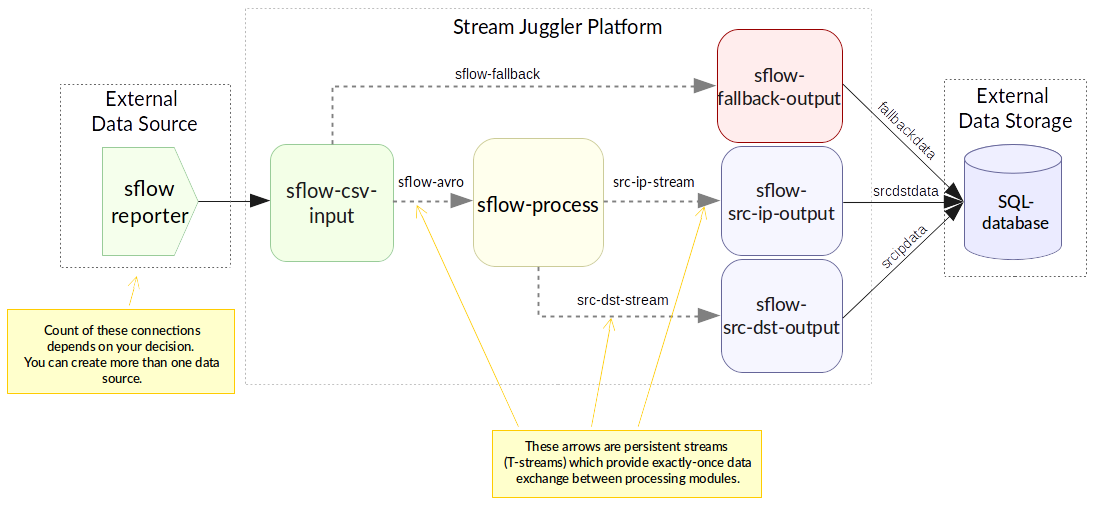 Stream Juggler Platform
External
Data Source
sflow
reporter
sflow-csv-
input
sflow-fallback
sflow-avro
sflow-process
src-ip-stream
src-dst-stream
sflow-
fallback-output
sflow-
src-ip-output
sflow-
src-dst-output
fallbackdata
srcdstdata
srcipdata
External
Data Storage
SQL-
database
Count of these connections
depends on your decision.
You can create more than one data
source.
These arrows are persistent streams
(T-streams) which provide exactly-once data
exchange between processing modules.